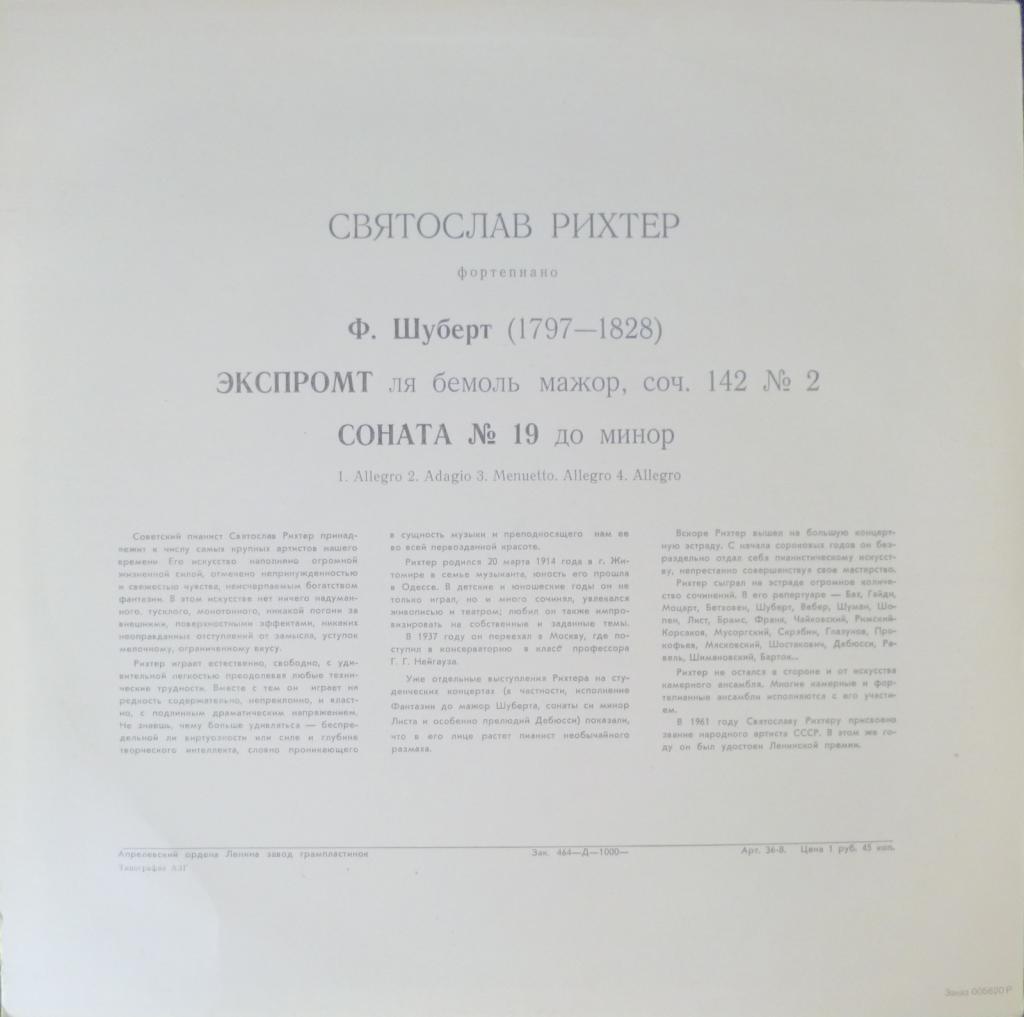 СВЯТОСЛАВ РИХТЕР
фортепиано
Ф. Шуберт (1797—1828)
ЭКСПРОМТ ля бемоль мажор, соч. 142 № 2
СОНАТА № 19 до минор
1. Allegro 2. Adagio 3. Menuetto. Allegro 4. Allegro
Советский пианист Святослав Рихтер принад-
лежит к числу самых крупных артистов нашего
времени Его искусство наполнено огромной
жизненной силой, отмечено непринужденностью
и свежестью чувства, неисчерпаемым богатством
фантазии. В этом искусстве нет ничего надуман-
ного, тусклого, монотонного, никакой погони за
внешними, поверхностными эффектами, никаких
неоправданных отступлений от замысла, уступок
мелочному, ограниченному вкусу.
Рихтер играет естественно, свободно, с уди-
вительной легкостью преодолевая любые техни-
ческие трудности. Вместе с тем он играет на
редкость содержательно, непреклонно, и власт-
но, с подлинным драматическим напряжением.
Не знаешь, чему больше удивляться — беспре-
дельной ли виртуозности или силе и глубине
творческого интеллекта, словно проникающего
в сущность музыки и преподносящего нам ее
во всей первозданной красоте.
Рихтер родился 20 марта 1914 года в г. Жи-
томире в семье музыканта, юность его прошла
в Одессе. В детские и юношеские годы он не
только играл, но и много сочинял, увлекался
живописью и театром; любил он также импро-
визировать на собственные и заданные темы.
В 1937 году он переехал в Москву, где по-
ступил в консерваторию в класс профессора
Г. Г. Нейгауза.
Уже отдельные выступления Рихтера на сту-
денческих концертах (в частности, исполнение
Фантазии до мажор Шуберта, сонаты си минор
Листа и особенно прелюдий Дебюсси) показали,
что в его лице растет пианист необычайного
размаха.
Вскоре Рихтер вышел на большую концерт-
ную эстраду. С начала сороковых годов он без-
раздельно отдал себя пианистическому искусст-
ву, непрестанно совершенствуя свое мастерство.
Рихтер сыграл на эстраде огромное количе-
ство сочинений. В его репертуаре — Бах, Гайдн,
Моцарт, Бетховен, Шуберт, Вебер, Шуман, Шо-
пен, Лист, Брамс, Франк, Чайковский, Римский-
Корсаков, Мусоргский, Скрябин, Глазунов, Про-
кофьев, Мясковский, Шостакович, Дебюсси, Ра-
вель, Шимановский, Барток...
Рихтер не остался в стороне и от искусства
камерного ансамбля. Многие камерные и фор-
тепианные ансамбли исполняются с его участи-
ем.
В 1961 году Святославу Рихтеру присвоено
звание народного артиста СССР. В этом же го-
ду он был удостоен Ленинской премии.
Апрелевский ордена Ленина завод грампластинок
Зак. 464—Д—1000—
Арт. 36-8. Цена 1 руб. 45 коп.
Типография АЗГ
Заказ 005620 Р